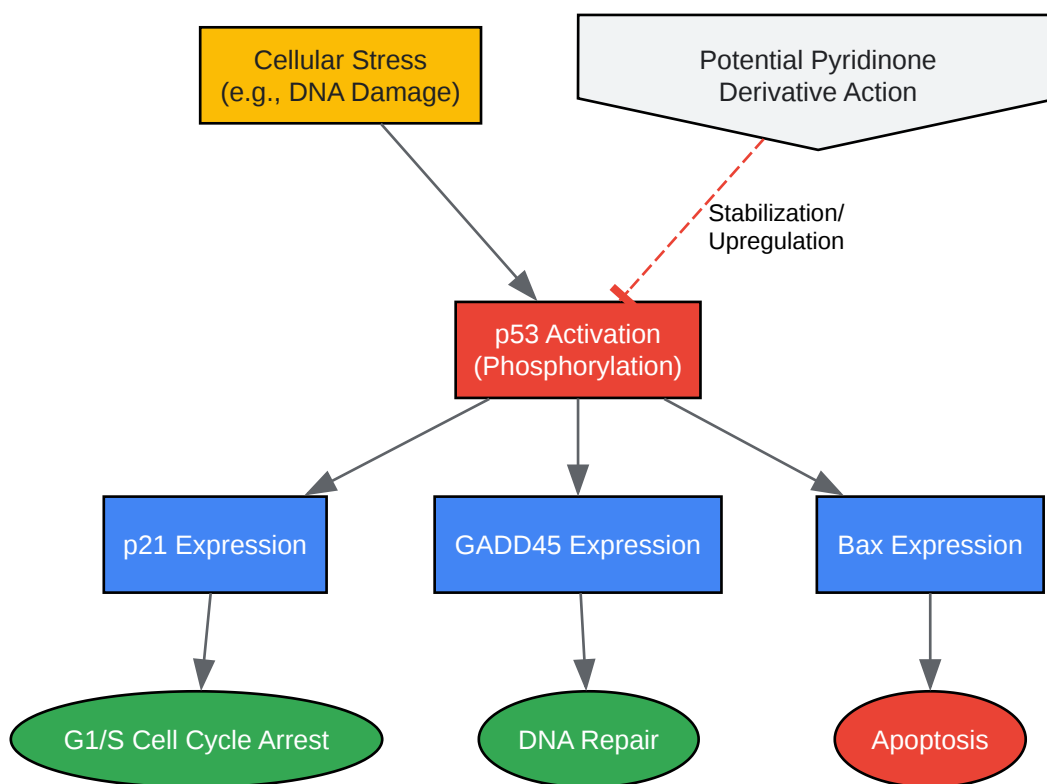 Cellular Stress
(e.g., DNA Damage)
Potential Pyridinone
Derivative Action
Stabilization/
Upregulation
p53 Activation
(Phosphorylation)
p21 Expression
GADD45 Expression
Bax Expression
G1/S Cell Cycle Arrest
DNA Repair
Apoptosis